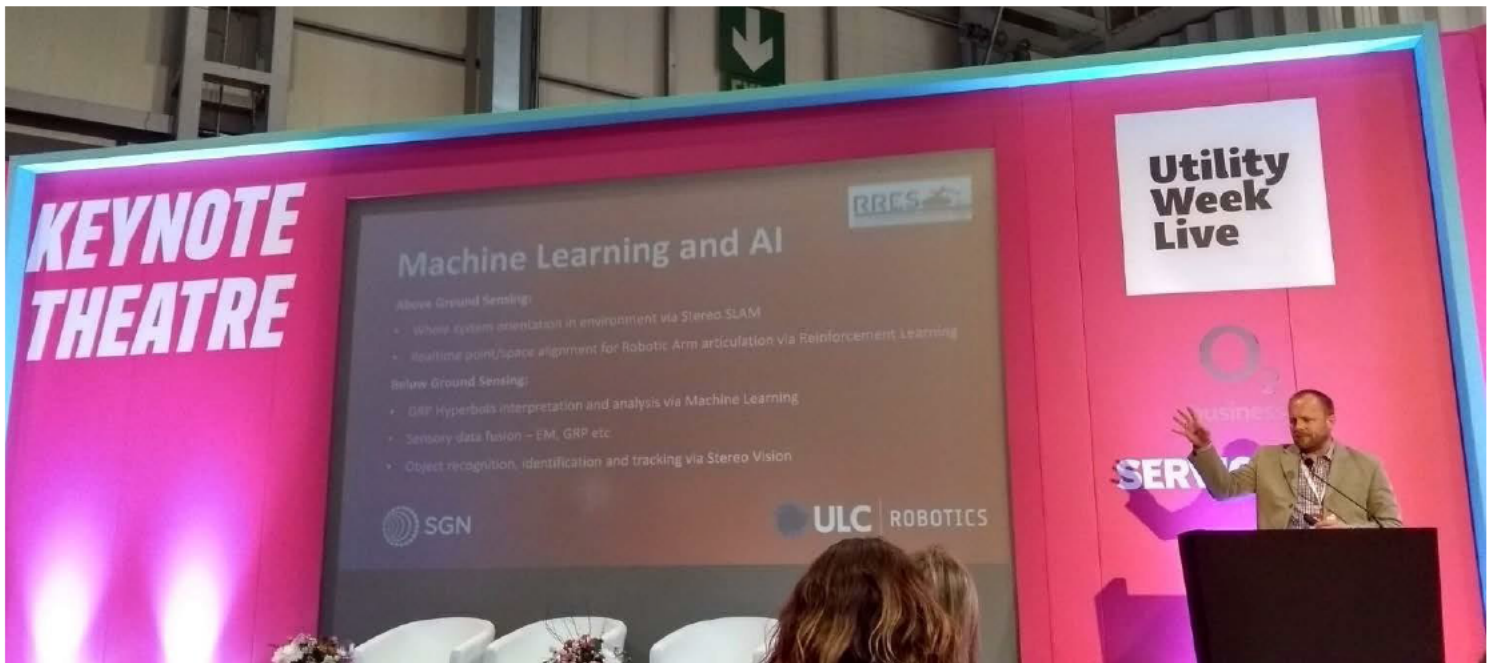 EXIT
KEYNOTE
THEATRE
RRES
Machine Learning and AI
Above Ground Sensing:
• Whole system orientation in environment via Stereo SLAM
• Realtime point/space alignment for Robotic Arm articulation via Reinforcement Learning
Below Ground Sensing:
• GRP Hyperbola interpretation and analysis via Machine Learning
• Sensory data fusion – EM, GRP etc
• Object recognition, identification and tracking via Stereo Vision
SGN
ULC ROBOTICS
Utility
Week
Live
O2
business